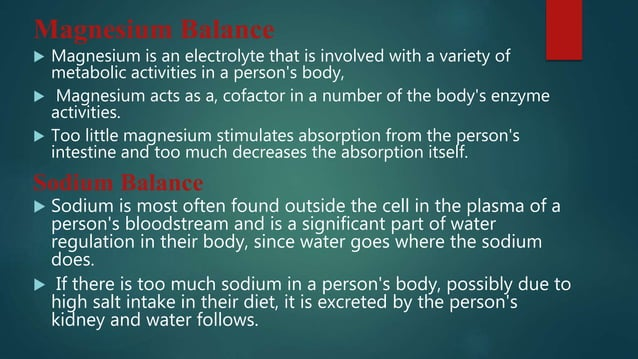 Magnesium Balance
Magnesium is an electrolyte that is involved with a variety of
metabolic activities in a person's body,
Magnesium acts as a, cofactor in a number of the body's enzyme
activities.
Too little magnesium stimulates absorption from the person's
intestine and too much decreases the absorption itself.
Sodium Balance
Sodium is most often found outside the cell in the plasma of a
person's bloodstream and is a significant part of water
regulation in their body, since water goes where the sodium
does.
If there is too much sodium in a person's body, possibly due to
high salt intake in their diet, it is excreted by the person's
kidney and water follows.